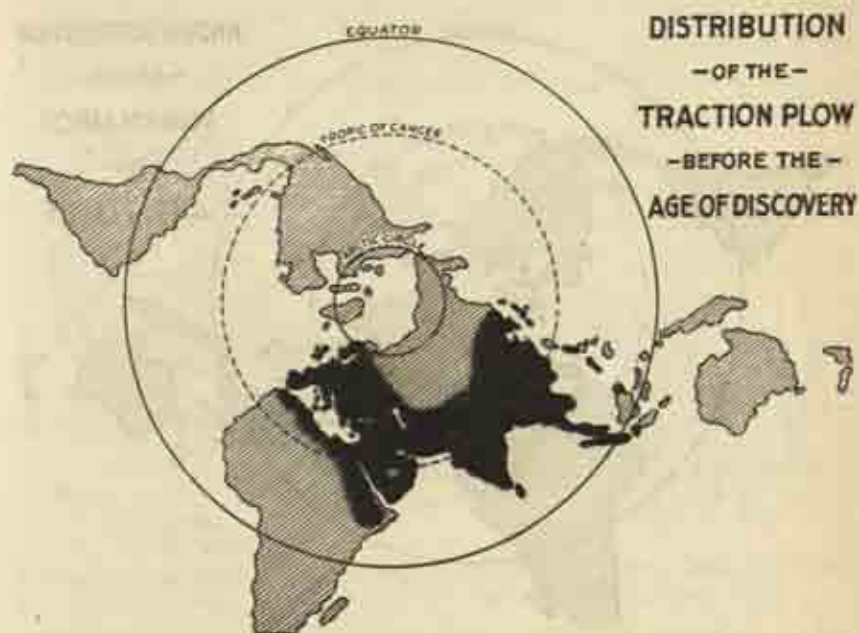 DISTRIBUTION
—OF THE—
TRACTION PLOW
—BEFORE THE—
AGE OF DISCOVERY
EQUATOR
TROPIC OF CANCER